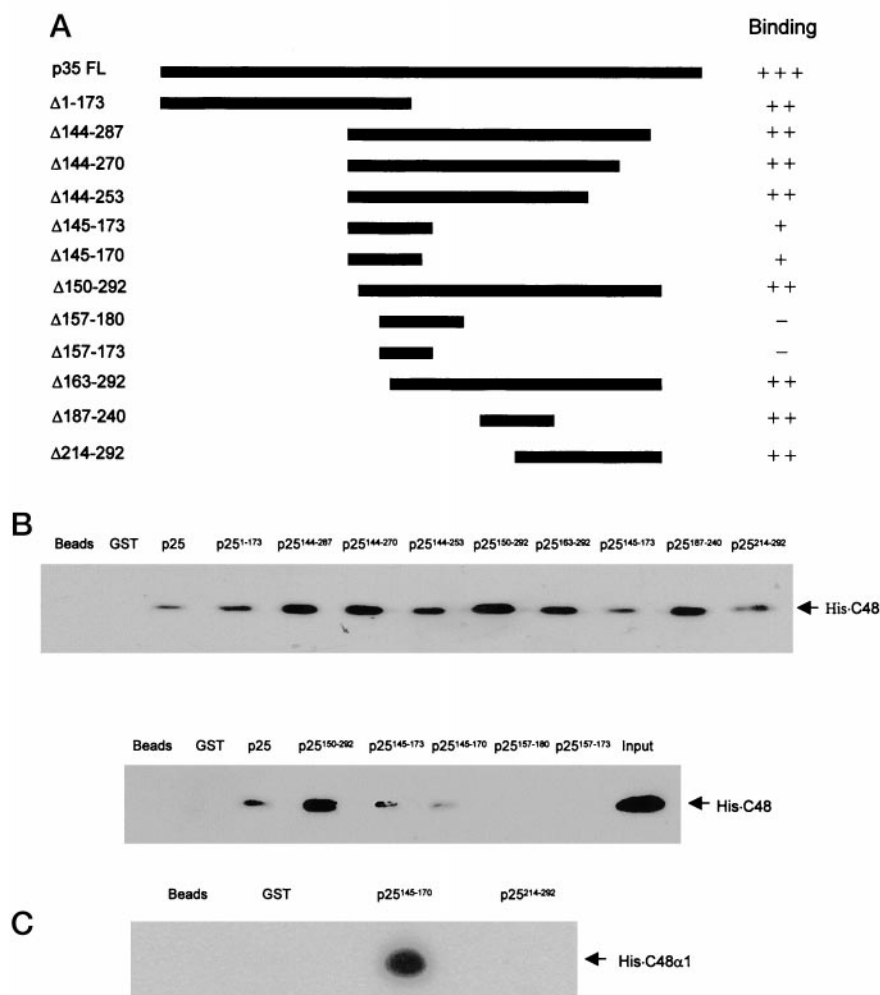 A
Binding
p35 FL +++
Δ1-173 ++
Δ144-287 ++
Δ144-270 ++
Δ144-253 ++
Δ145-173 +
Δ145-170 +
Δ150-292 ++
Δ157-180 −
Δ157-173 −
Δ163-292 ++
Δ187-240 ++
Δ214-292 ++
B
Beads GST p25 p25¹⁻¹⁷³ p25¹⁴⁴⁻²⁸⁷ p25¹⁴⁴⁻²⁷⁰ p25¹⁴⁴⁻²⁵³ p25¹⁵⁰⁻²⁹² p25¹⁶³⁻²⁹² p25¹⁴⁵⁻¹⁷³ p25¹⁸⁷⁻²⁴⁰ p25²¹⁴⁻²⁹²
His-C48
Beads GST p25 p25¹⁵⁰⁻²⁹² p25¹⁴⁵⁻¹⁷³ p25¹⁴⁵⁻¹⁷⁰ p25¹⁵⁷⁻¹⁸⁰ p25¹⁵⁷⁻¹⁷³ Input
His-C48
Beads GST p25¹⁴⁵⁻¹⁷⁰ p25²¹⁴⁻²⁹²
C
His-C48α1